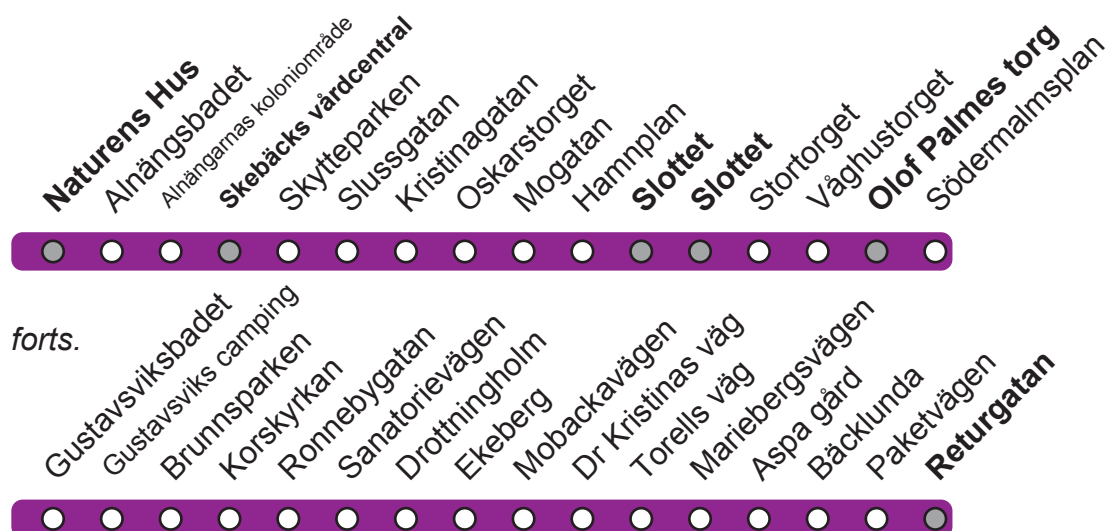 Naturens Hus
Alnängsbadet
Alnängarnas koloniområde
Skebäcks vårdcentral
Skytteparken
Slussgatan
Kristinagatan
Oskarstorget
Mogatan
Hamnplan
Slottet
Slottet
Stortorget
Våghustorget
Olof Palmes torg
Södermalmsplan
forts.
Gustavsviksbadet
Gustavsviks camping
Brunnsparken
Korskyrkan
Ronnebygatan
Sanatorievägen
Drottningholm
Ekeberg
Mobackavägen
Dr Kristinas väg
Torells väg
Mariebergsvägen
Aspa gård
Bäcklunda
Paketvägen
Returgatan